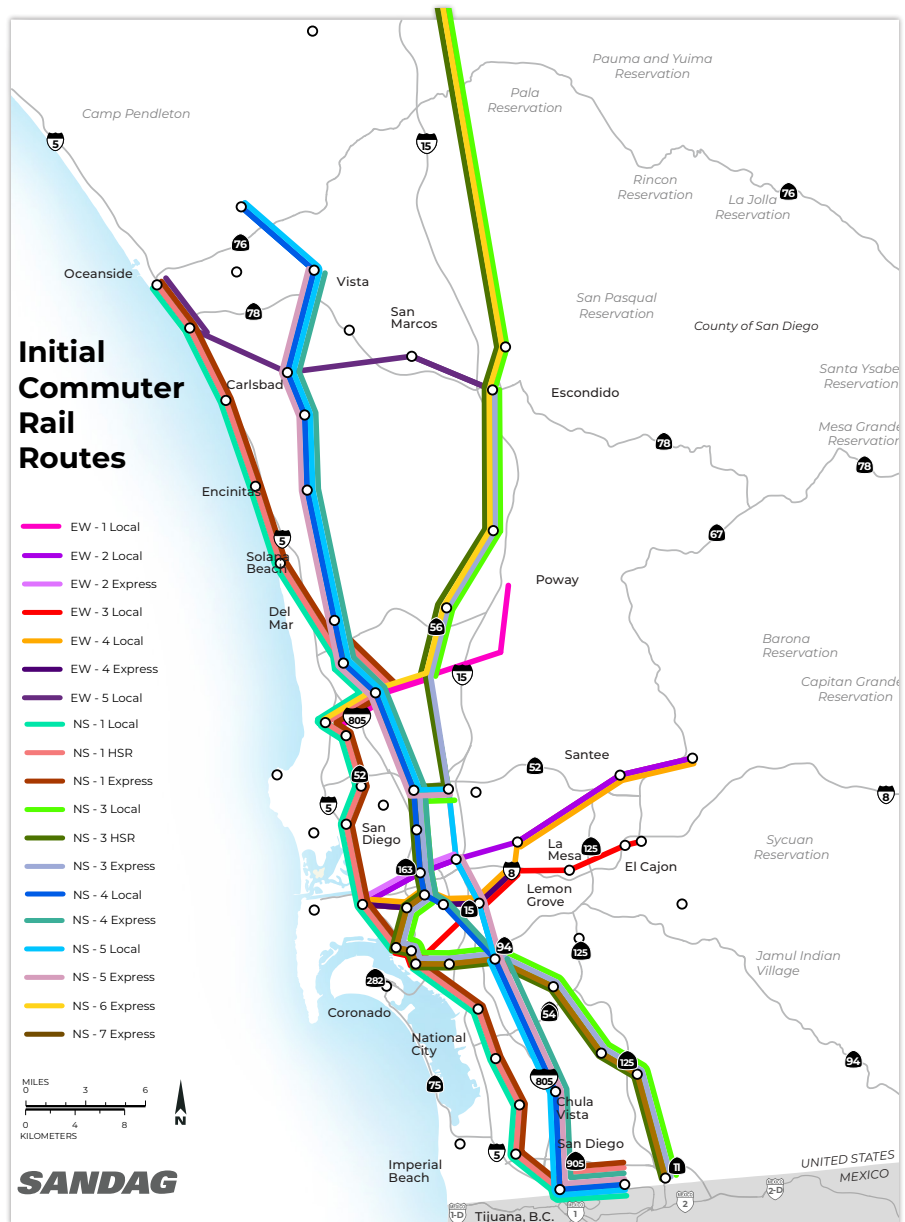 Pauma and Yuima
Reservation
Pala
Reservation
Camp Pendleton
5
15
Rincon
Reservation
76
La Jolla
Reservation
76
Oceanside
Vista
San Pasqual
Reservation
78
San
Marcos
County of San Diego
Initial
Commuter
Rail
Routes
Carlsbad
Escondido
Santa Ysabe
Reservation
Mesa Grande
Reservation
78
78
Encinitas
EW - 1 Local
EW - 2 Local
EW - 2 Express
EW - 3 Local
EW - 4 Local
EW - 4 Express
EW - 5 Local
NS - 1 Local
NS - 1 HSR
NS - 1 Express
NS - 3 Local
NS - 3 HSR
NS - 3 Express
NS - 4 Local
NS - 4 Express
NS - 5 Local
NS - 5 Express
NS - 6 Express
NS - 7 Express
5
67
Solana
Beach
Poway
Del
Mar
56
Barona
Reservation
15
Capitan Grande
Reservation
805
Santee
52
52
8
5
San
Diego
La
Mesa
125
Sycuan
Reservation
163
8
El Cajon
Lemon
Grove
15
94
125
Jamul Indian
Village
282
Coronado
54
National
City
125
94
75
805
Chula
Vista
MILES
0 3 6
0 4 8
KILOMETERS
N
San Diego
5
905
11
Imperial
Beach
UNITED STATES
MEXICO
SANDAG
1-D
1
2
2-D
Tijuana, B.C.